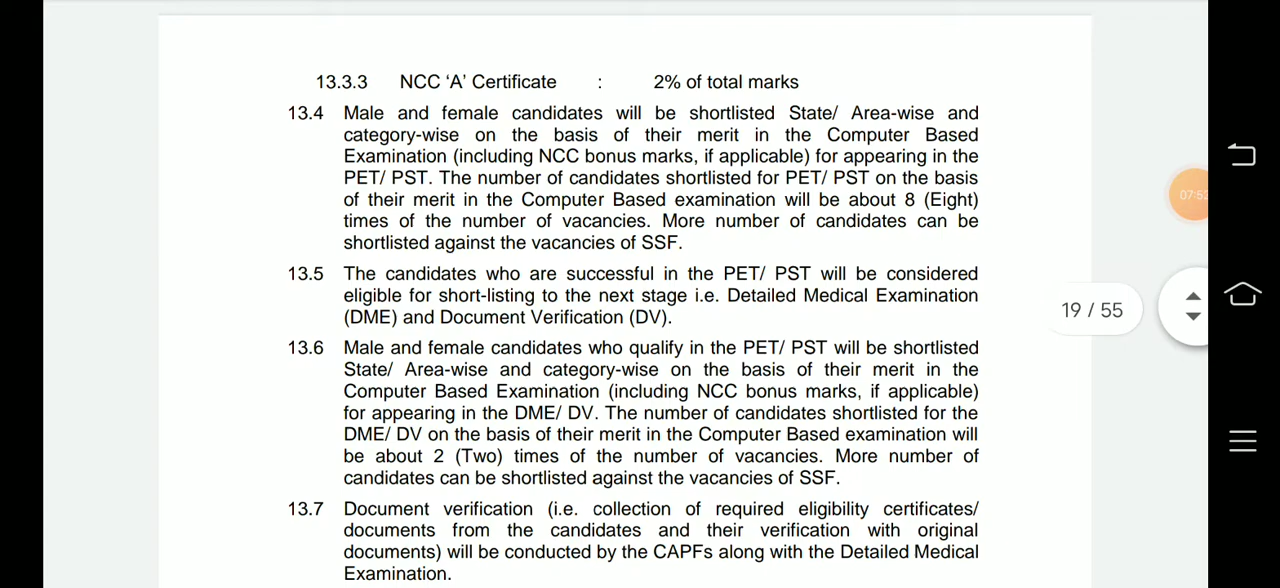 13.3.3 NCC ‘A’ Certificate : 2% of total marks
13.4 Male and female candidates will be shortlisted State/ Area-wise and
category-wise on the basis of their merit in the Computer Based
Examination (including NCC bonus marks, if applicable) for appearing in the
PET/ PST. The number of candidates shortlisted for PET/ PST on the basis
of their merit in the Computer Based examination will be about 8 (Eight)
times of the number of vacancies. More number of candidates can be
shortlisted against the vacancies of SSF.
13.5 The candidates who are successful in the PET/ PST will be considered
eligible for short-listing to the next stage i.e. Detailed Medical Examination
(DME) and Document Verification (DV).
13.6 Male and female candidates who qualify in the PET/ PST will be shortlisted
State/ Area-wise and category-wise on the basis of their merit in the
Computer Based Examination (including NCC bonus marks, if applicable)
for appearing in the DME/ DV. The number of candidates shortlisted for the
DME/ DV on the basis of their merit in the Computer Based examination will
be about 2 (Two) times of the number of vacancies. More number of
candidates can be shortlisted against the vacancies of SSF.
13.7 Document verification (i.e. collection of required eligibility certificates/
documents from the candidates and their verification with original
documents) will be conducted by the CAPFs along with the Detailed Medical
Examination.
19 / 55